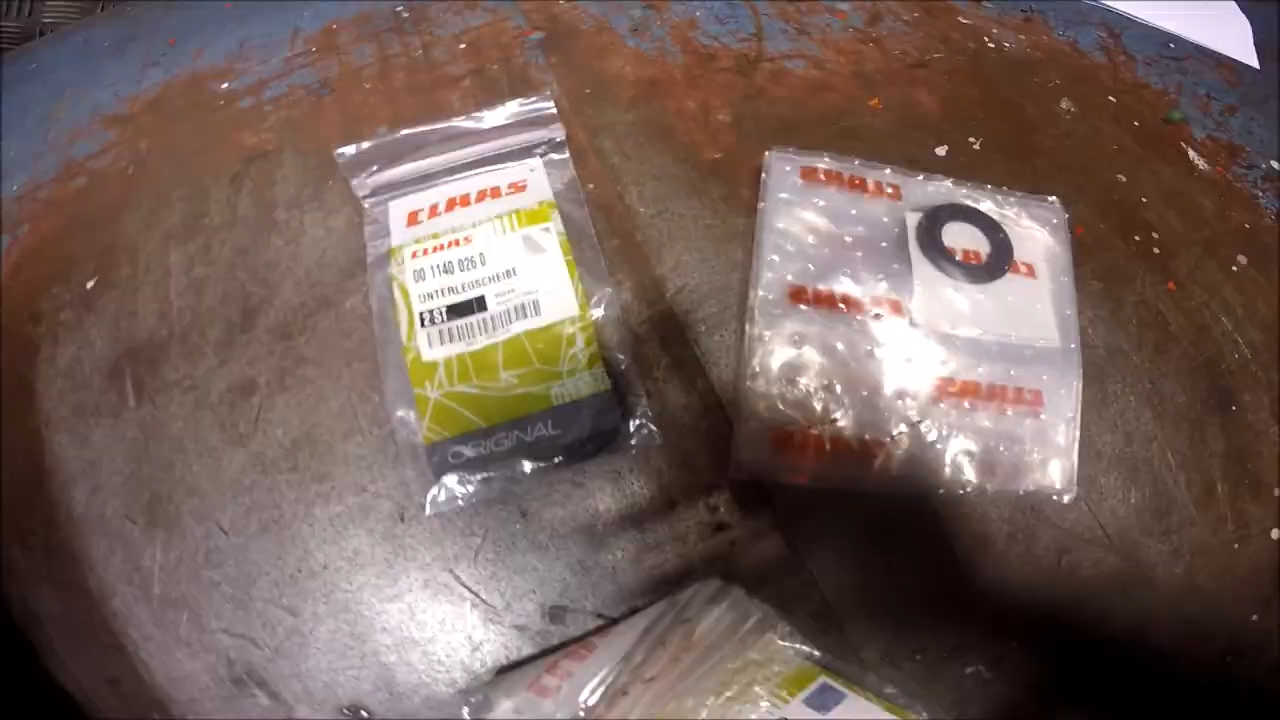 CLAAS
CLAAS
00 1140 026 0
UNTERLEGSCHEIBE
2 ST
ORIGINAL
CLAAS
CLAAS
CLAAS
CLAAS